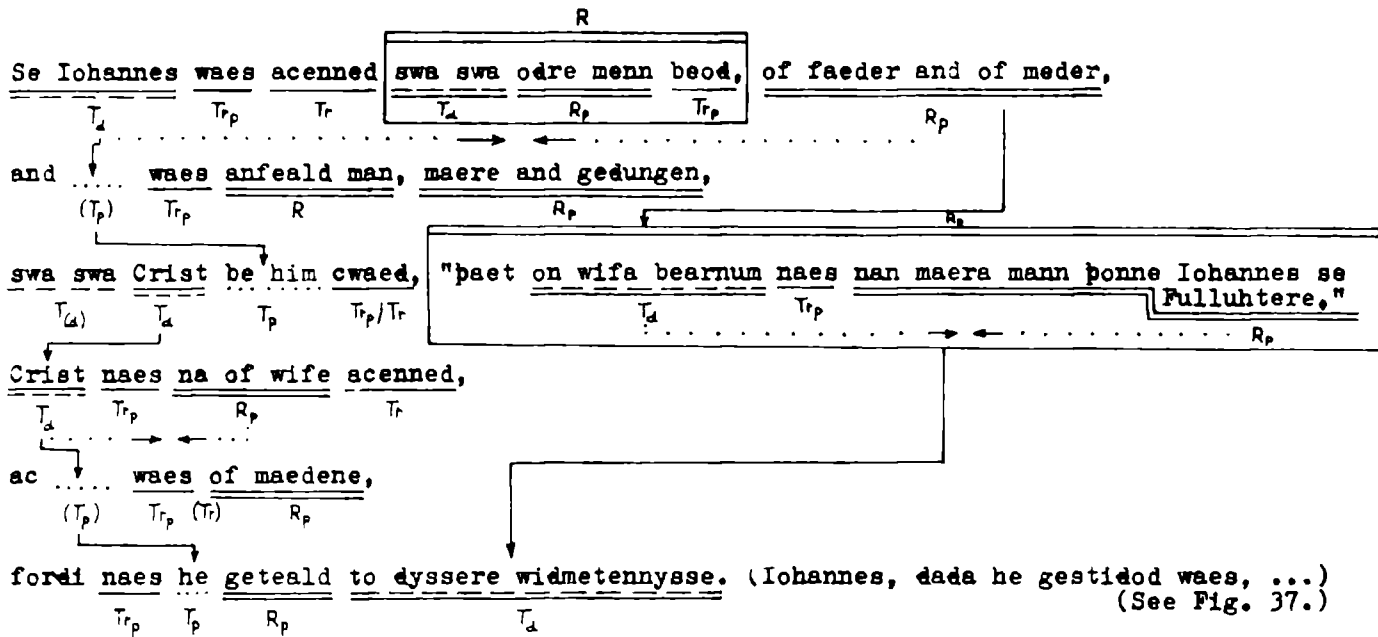 R
Se Iohannes waes acenned swa swa odre menn beod, of faeder and of meder,
Td Trp Tr Td Rp Trp Rp
and ..... waes anfeald man, maere and gedungen,
(Tp) Trp R Rp Rp
swa swa Crist be him cwaed, "þaet on wifa bearnum naes nan maera mann þonne Iohannes se
Fulluhtere."
T(d) Td Tp Trp/Tr Td Trp Rp
Crist naes na of wife acenned,
Td Trp Rp Tr
ac ..... waes of maedene,
(Tp) Trp (Tr) Rp
fordi naes he geteald to dyssere widmetennysse. (Iohannes, dada he gestidod waes, ...)
(See Fig. 37.)
Trp Tp Rp Td